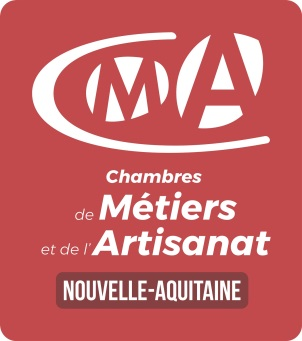 CMA
Chambres
de Métiers
et de l'Artisanat
NOUVELLE-AQUITAINE